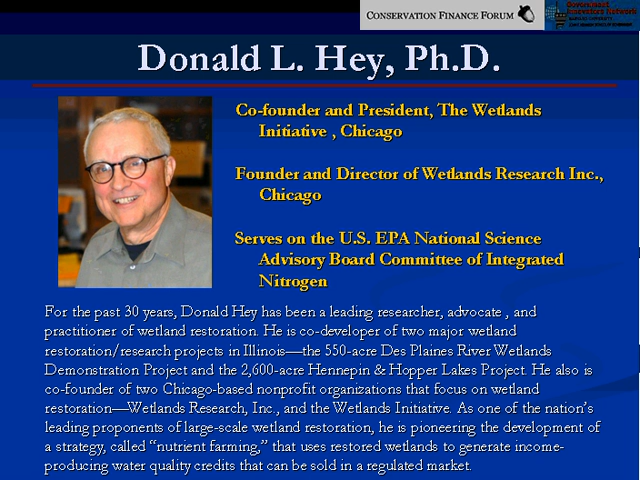 CONSERVATION FINANCE FORUM
Government
Innovators Network
Donald L. Hey, Ph.D.
Co-founder and President, The Wetlands
Initiative , Chicago
Founder and Director of Wetlands Research Inc.,
Chicago
Serves on the U.S. EPA National Science
Advisory Board Committee of Integrated
Nitrogen
For the past 30 years, Donald Hey has been a leading researcher, advocate , and
practitioner of wetland restoration. He is co-developer of two major wetland
restoration/research projects in Illinois—the 550-acre Des Plaines River Wetlands
Demonstration Project and the 2,600-acre Hennepin & Hopper Lakes Project. He also is
co-founder of two Chicago-based nonprofit organizations that focus on wetland
restoration—Wetlands Research, Inc., and the Wetlands Initiative. As one of the nation's
leading proponents of large-scale wetland restoration, he is pioneering the development of
a strategy, called “nutrient farming,” that uses restored wetlands to generate income-
producing water quality credits that can be sold in a regulated market.